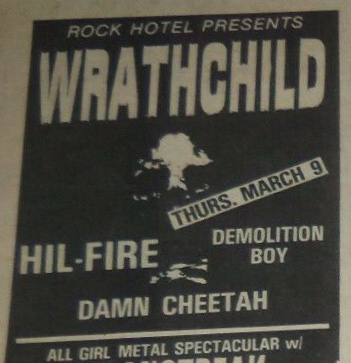 ROCK HOTEL PRESENTS
WRATHCHILD
THURS. MARCH 9
HIL-FIRE
DEMOLITION
BOY
DAMN CHEETAH
ALL GIRL METAL SPECTACULAR w/